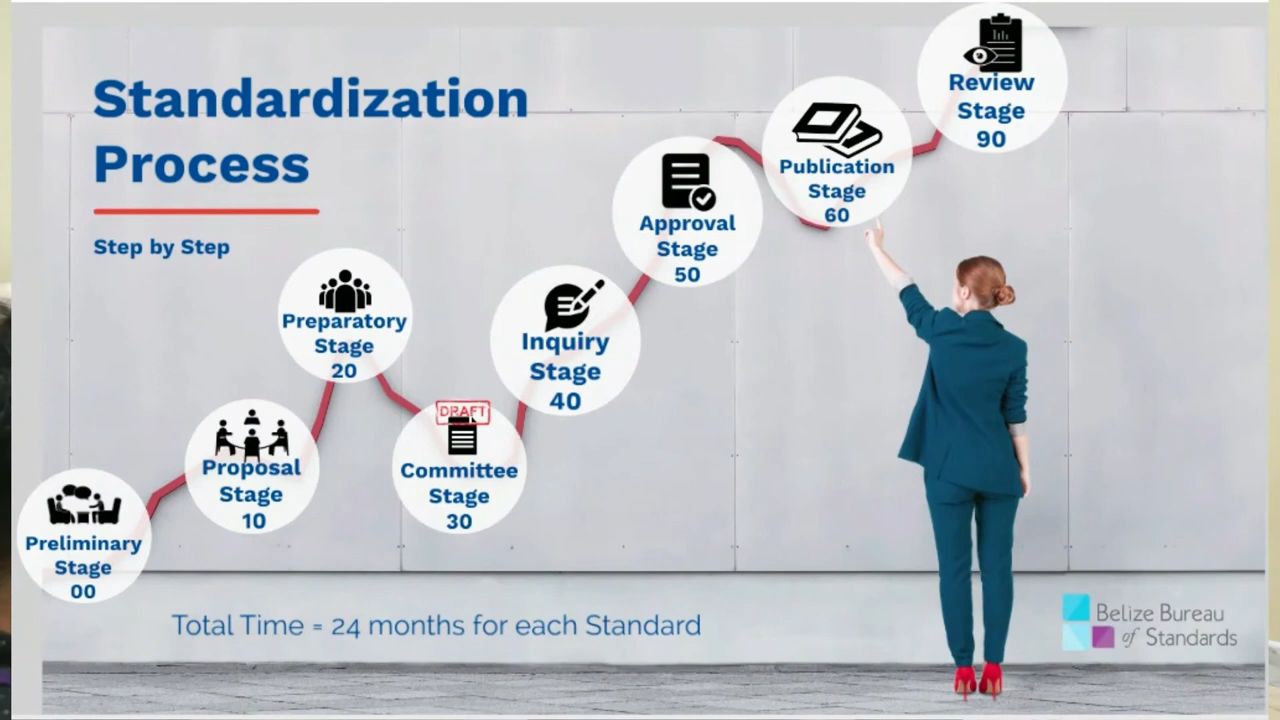 Standardization
Process
Step by Step
Preliminary
Stage
00
Proposal
Stage
10
Preparatory
Stage
20
DRAFT
Committee
Stage
30
Inquiry
Stage
40
Approval
Stage
50
Publication
Stage
60
Review
Stage
90
Total Time = 24 months for each Standard
Belize Bureau
of Standards